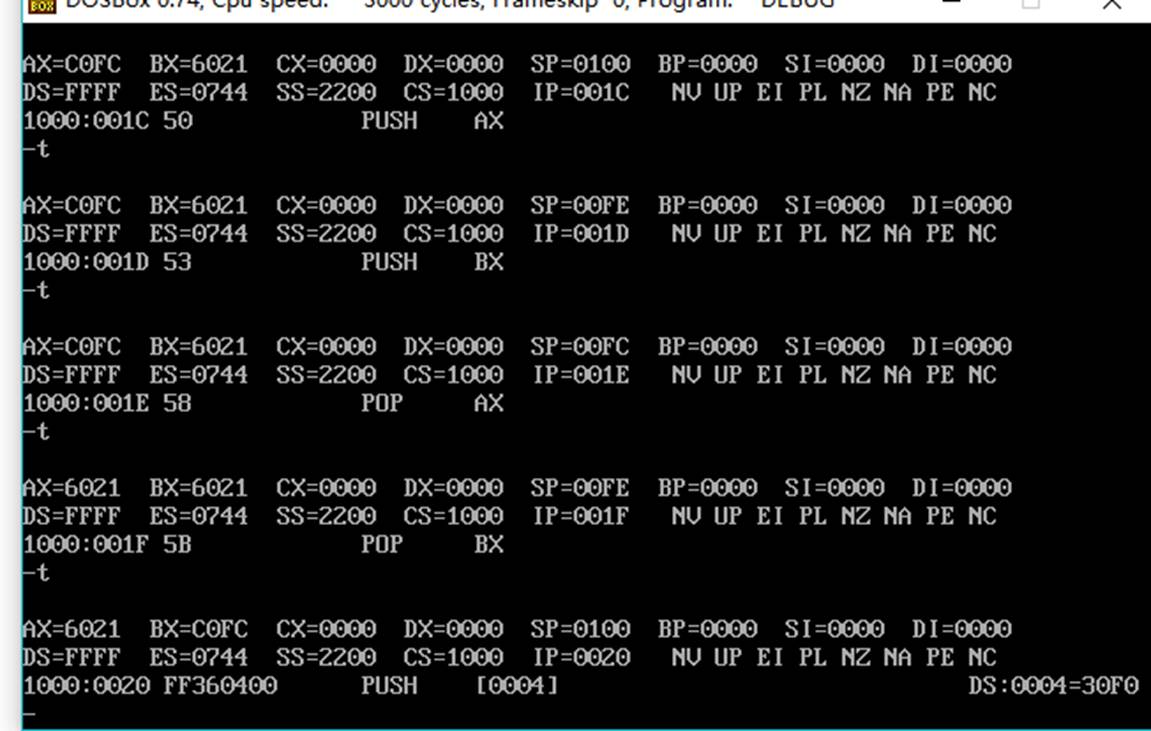 DOSBox 0.74, Cpu speed: 3000 cycles, Frameskip 0, Program: DEBUG
AX=C0FC BX=6021 CX=0000 DX=0000 SP=0100 BP=0000 SI=0000 DI=0000
DS=FFFF ES=0744 SS=2200 CS=1000 IP=001C NV UP EI PL NZ NA PE NC
1000:001C 50 PUSH AX
-t
AX=C0FC BX=6021 CX=0000 DX=0000 SP=00FE BP=0000 SI=0000 DI=0000
DS=FFFF ES=0744 SS=2200 CS=1000 IP=001D NV UP EI PL NZ NA PE NC
1000:001D 53 PUSH BX
-t
AX=C0FC BX=6021 CX=0000 DX=0000 SP=00FC BP=0000 SI=0000 DI=0000
DS=FFFF ES=0744 SS=2200 CS=1000 IP=001E NV UP EI PL NZ NA PE NC
1000:001E 58 POP AX
-t
AX=6021 BX=6021 CX=0000 DX=0000 SP=00FE BP=0000 SI=0000 DI=0000
DS=FFFF ES=0744 SS=2200 CS=1000 IP=001F NV UP EI PL NZ NA PE NC
1000:001F 5B POP BX
-t
AX=6021 BX=C0FC CX=0000 DX=0000 SP=0100 BP=0000 SI=0000 DI=0000
DS=FFFF ES=0744 SS=2200 CS=1000 IP=0020 NV UP EI PL NZ NA PE NC
1000:0020 FF360400 PUSH [0004] DS:0004=30F0
-